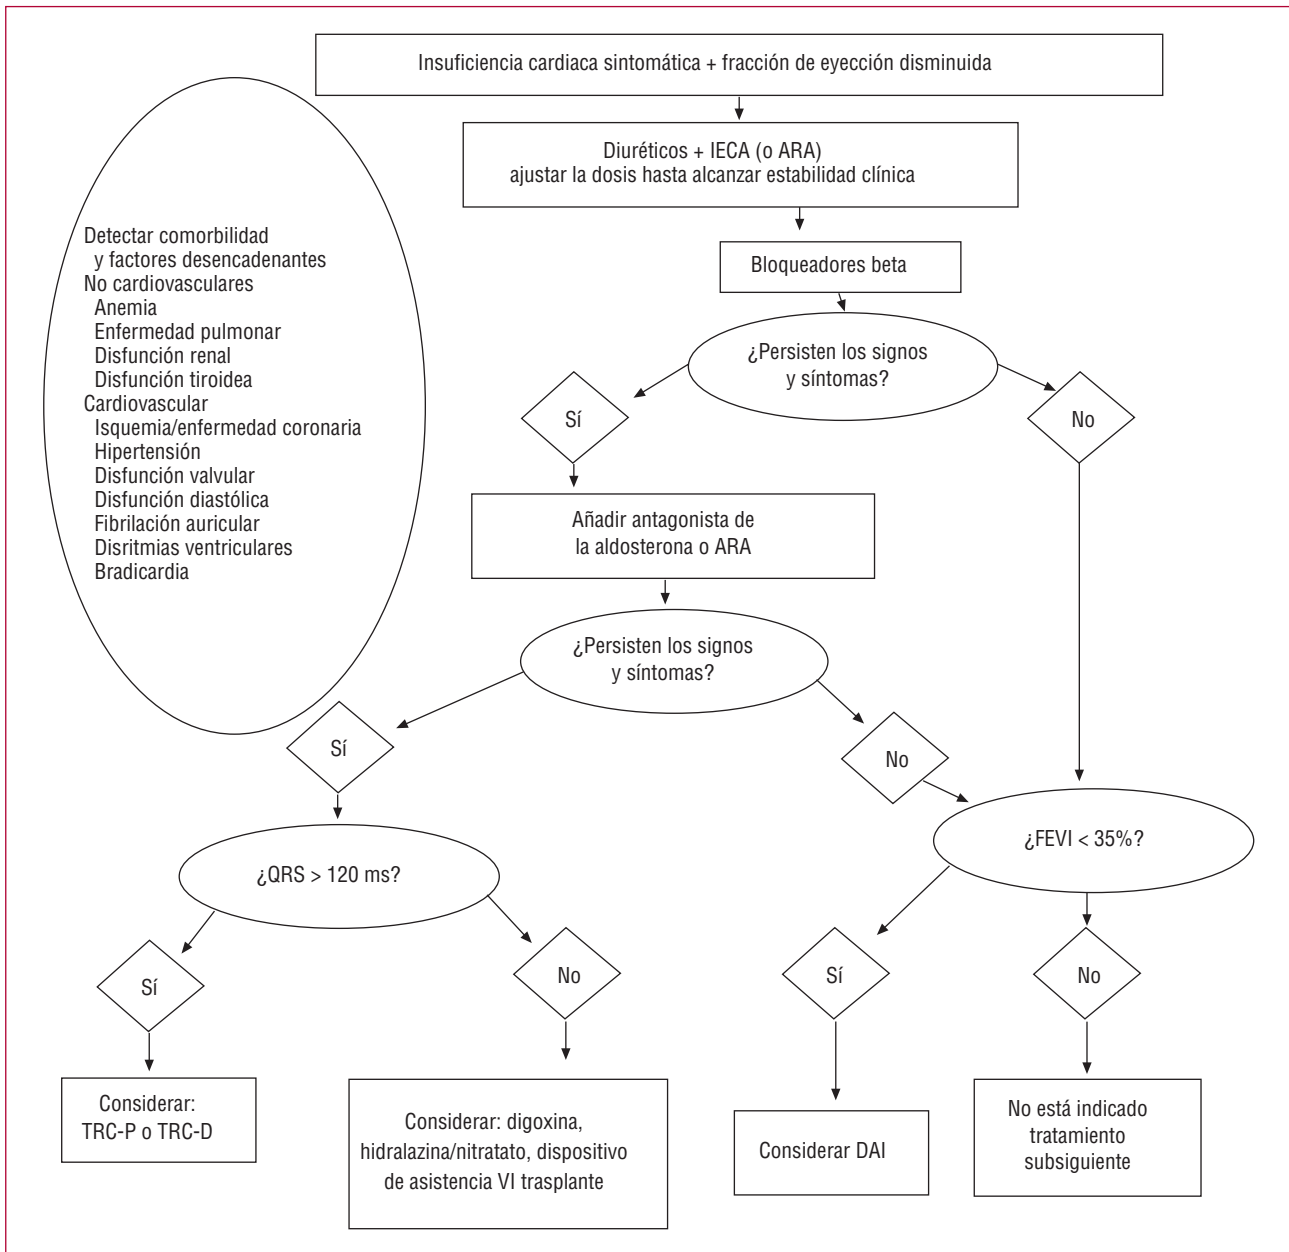 Insuficiencia cardiaca sintomática + fracción de eyección disminuida
Diuréticos + IECA (o ARA)
ajustar la dosis hasta alcanzar estabilidad clínica
Detectar comorbilidad
y factores desencadenantes
No cardiovasculares
Anemia
Enfermedad pulmonar
Disfunción renal
Disfunción tiroidea
Cardiovascular
Isquemia/enfermedad coronaria
Hipertensión
Disfunción valvular
Disfunción diastólica
Fibrilación auricular
Disritmias ventriculares
Bradicardia
Bloqueadores beta
¿Persisten los signos
y síntomas?
Sí
No
Añadir antagonista de
la aldosterona o ARA
¿Persisten los signos
y síntomas?
Sí
No
¿QRS > 120 ms?
¿FEVI < 35%?
Sí
No
Sí
No
Considerar:
TRC-P o TRC-D
Considerar: digoxina,
hidralazina/nitratato, dispositivo
de asistencia VI trasplante
Considerar DAI
No está indicado
tratamiento
subsiguiente